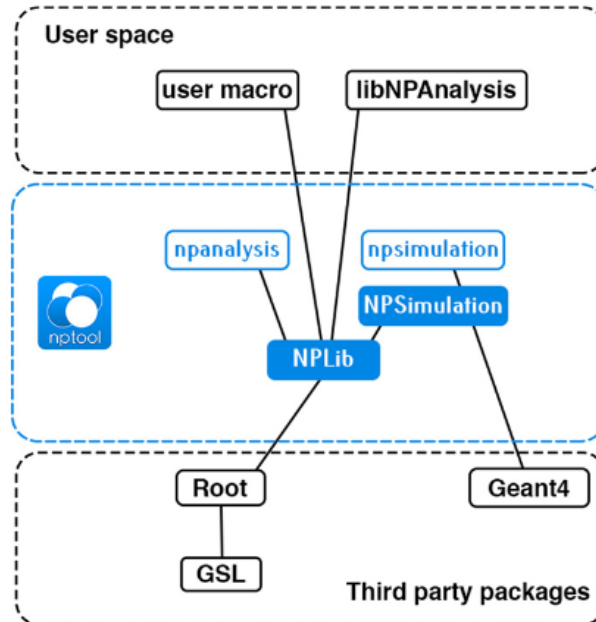 User space
user macro
libNPAnalysis
npanalysis
npsimulation
NPSimulation
nptool
NPLib
Root
Geant4
GSL
Third party packages